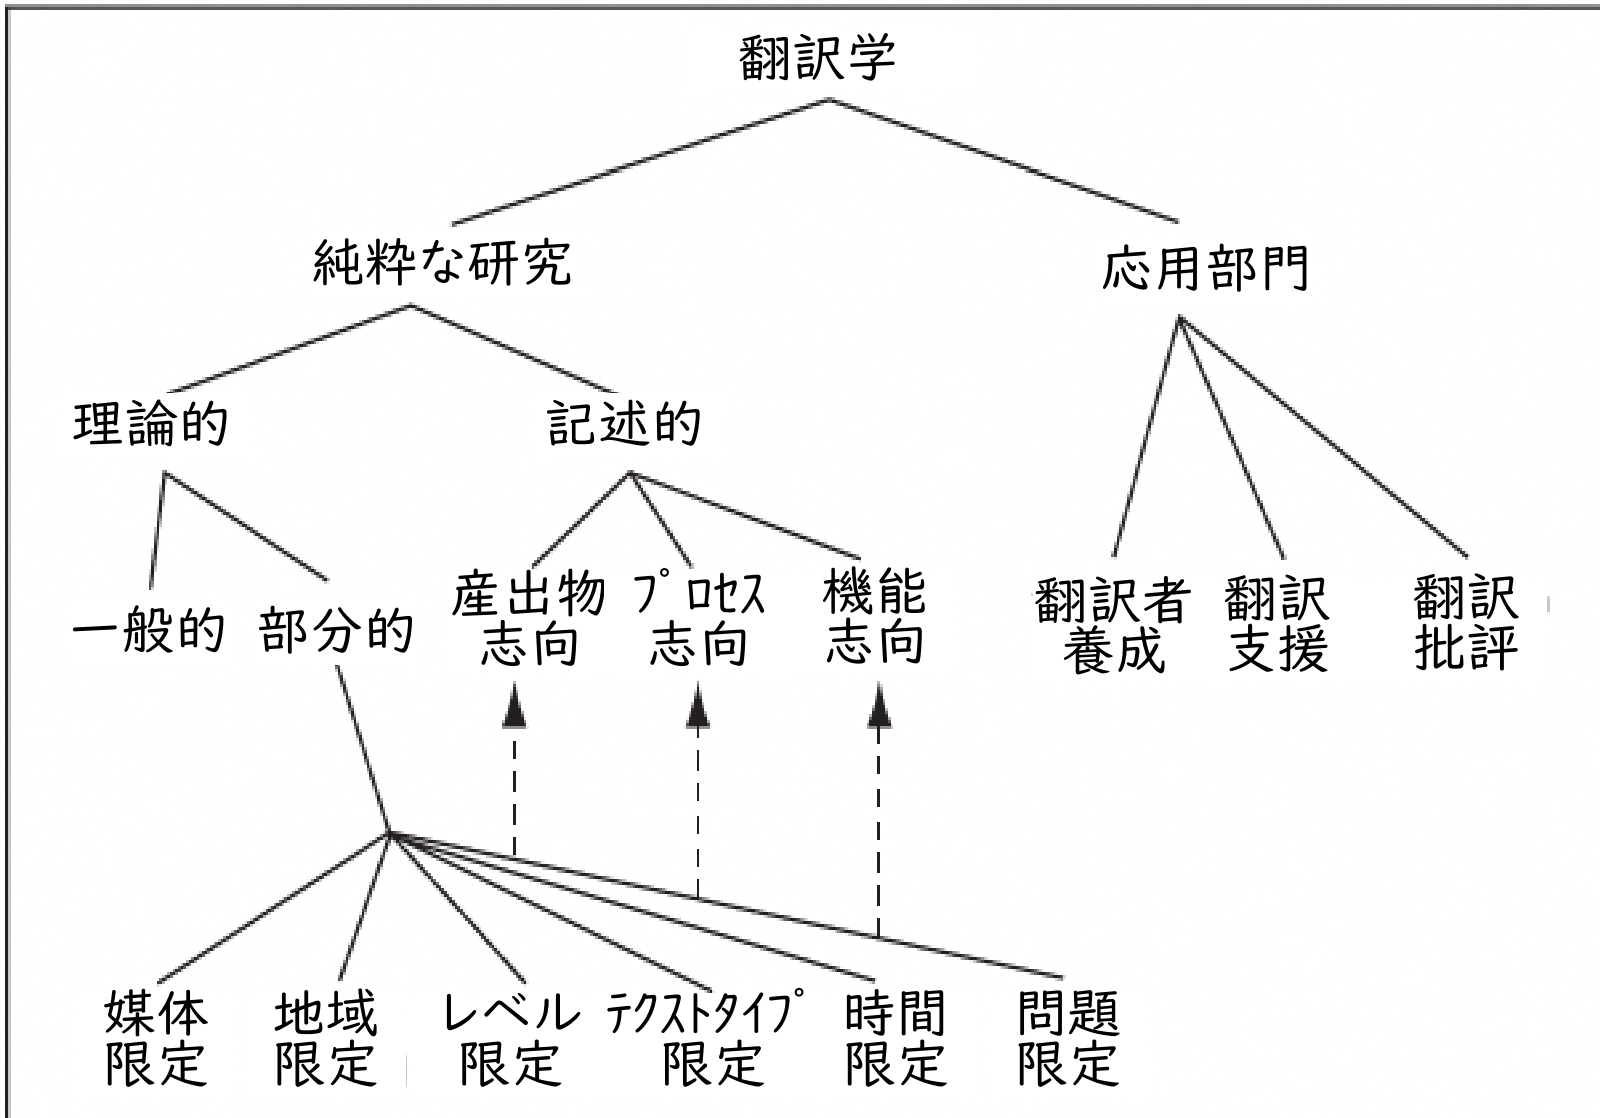 翻訳学
純粋な研究
応用部門
理論的
記述的
一般的
部分的
産出物
志向
プロセス
志向
機能
志向
翻訳者
養成
翻訳
支援
翻訳
批評
媒体
限定
地域
限定
レベル
限定
テクストタイプ
限定
時間
限定
問題
限定